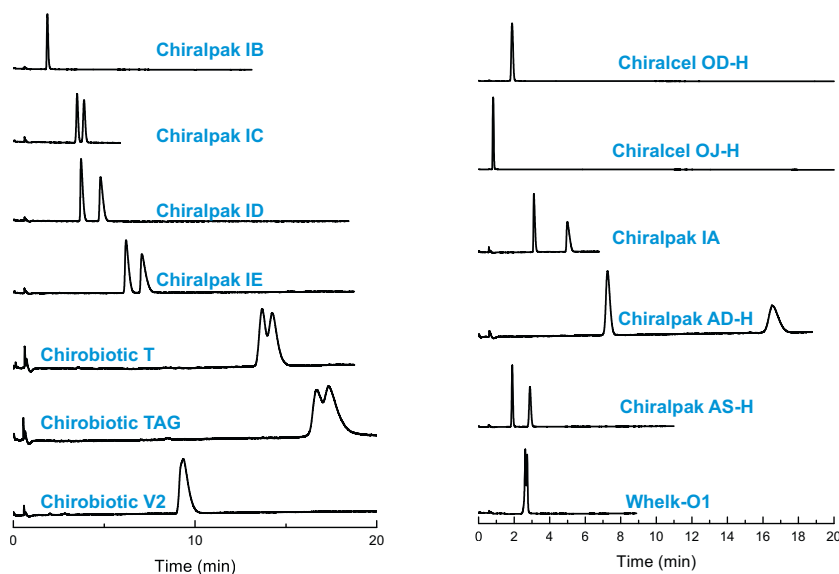 Chiralpak IB
Chiralpak IC
Chiralpak ID
Chiralpak IE
Chirobiotic T
Chirobiotic TAG
Chirobiotic V2
0 10 20
Time (min)
Chiralcel OD-H
Chiralcel OJ-H
Chiralpak IA
Chiralpak AD-H
Chiralpak AS-H
Whelk-O1
0 2 4 6 8 10 12 14 16 18 20
Time (min)